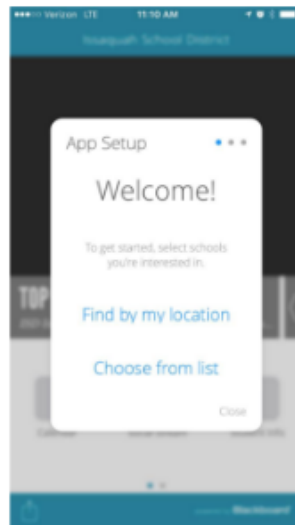 Verizon LTE 11:10 AM
Issaquah School District
App Setup
Welcome!
To get started, select schools
you're interested in.
Find by my location
Choose from list
Close
TOP
Calendar
Blackboard